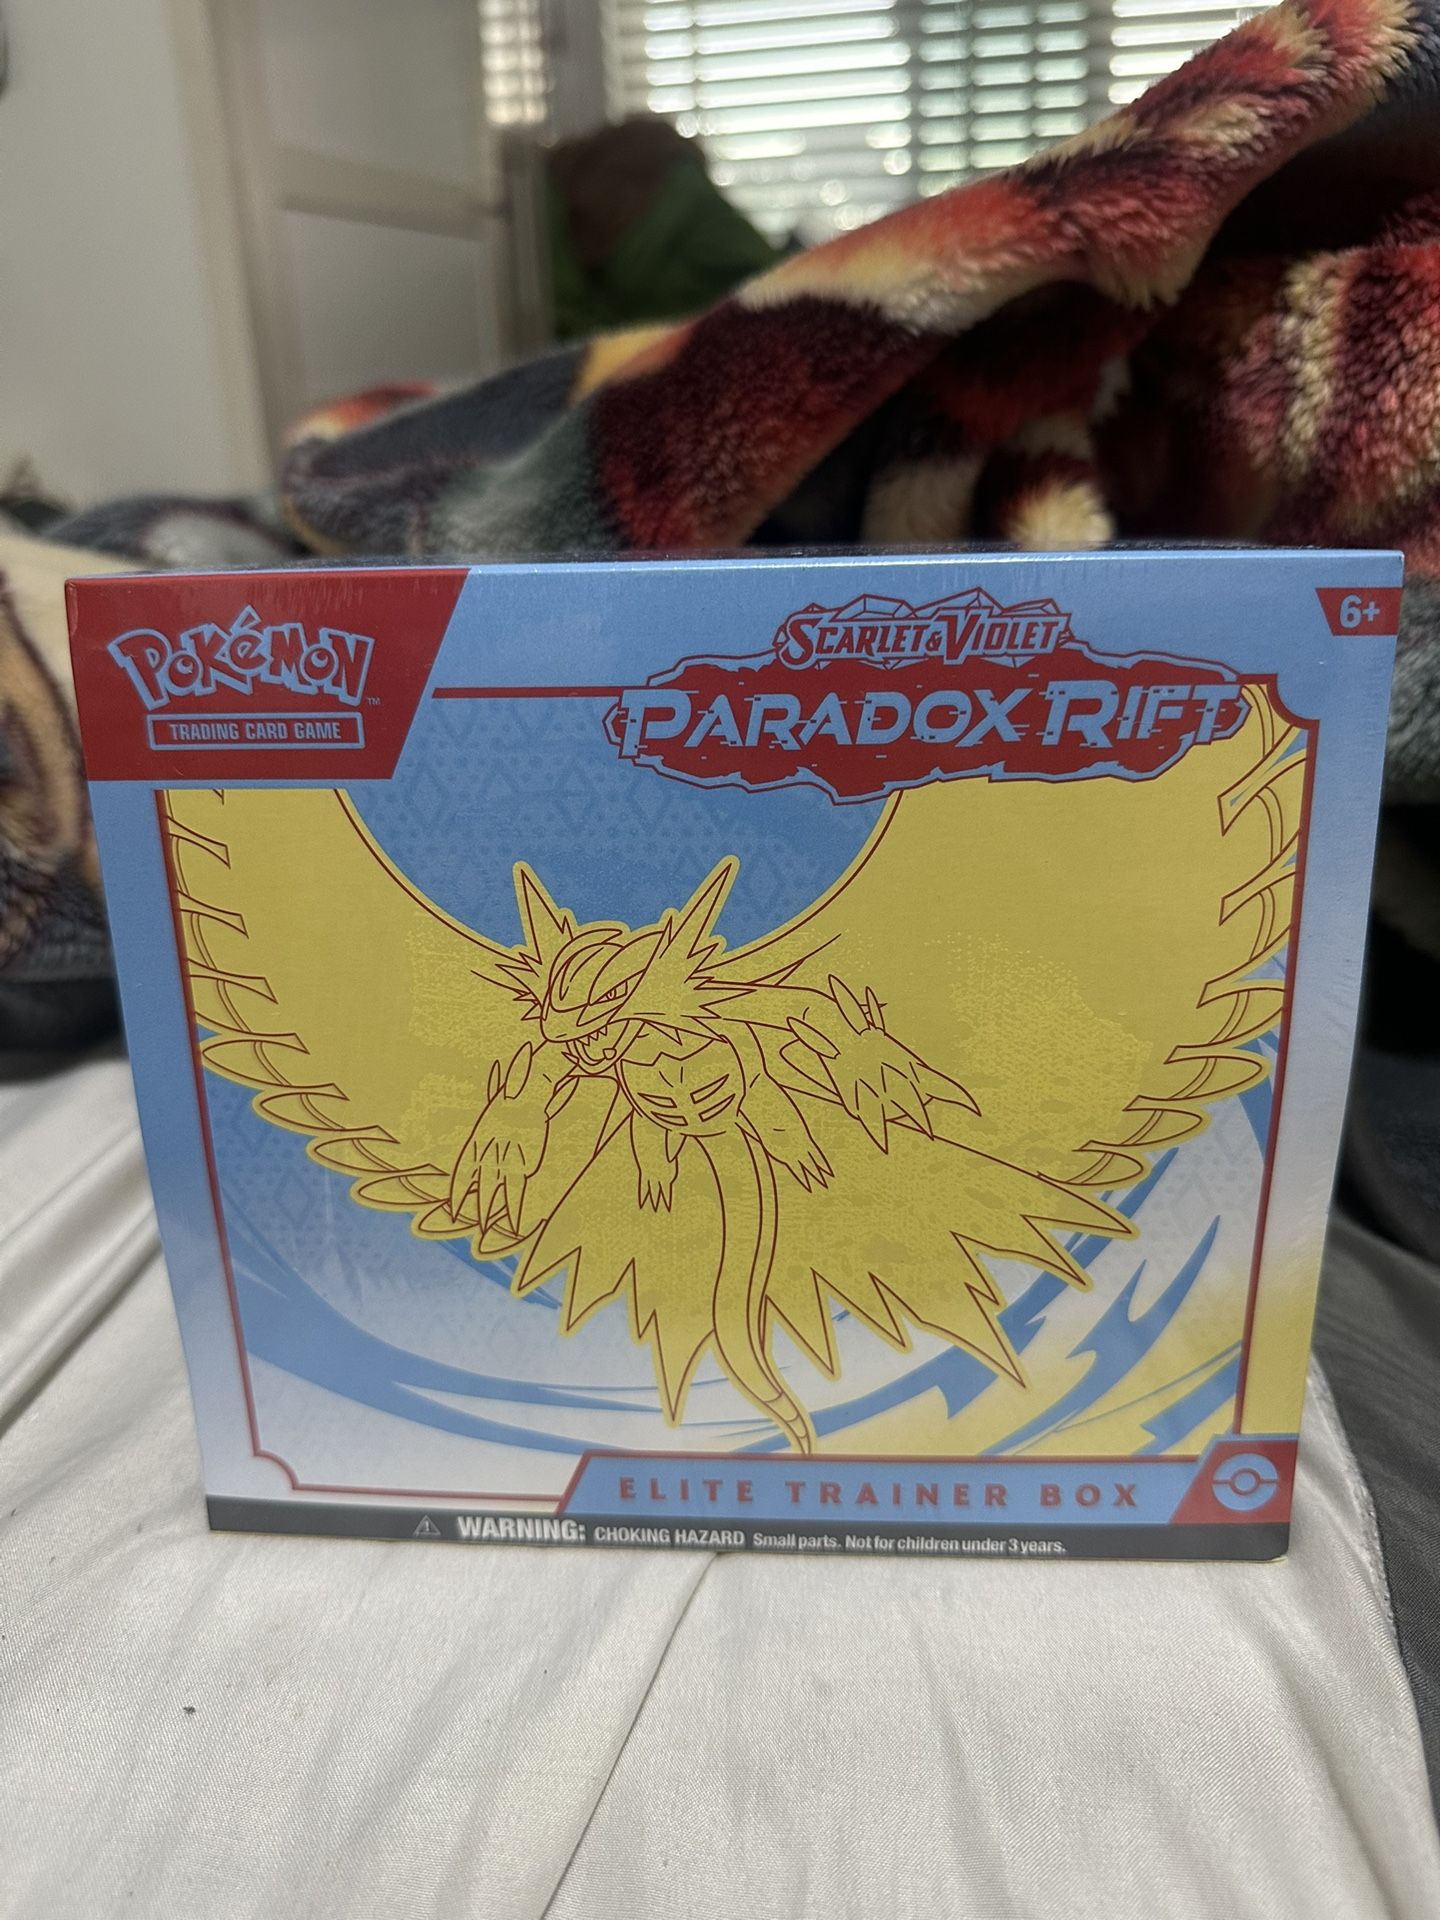 Pokémon
TM
TRADING CARD GAME
SCARLET & VIOLET
PARADOX RIFT
6+
ELITE TRAINER BOX
WARNING: CHOKING HAZARD Small parts. Not for children under 3 years.